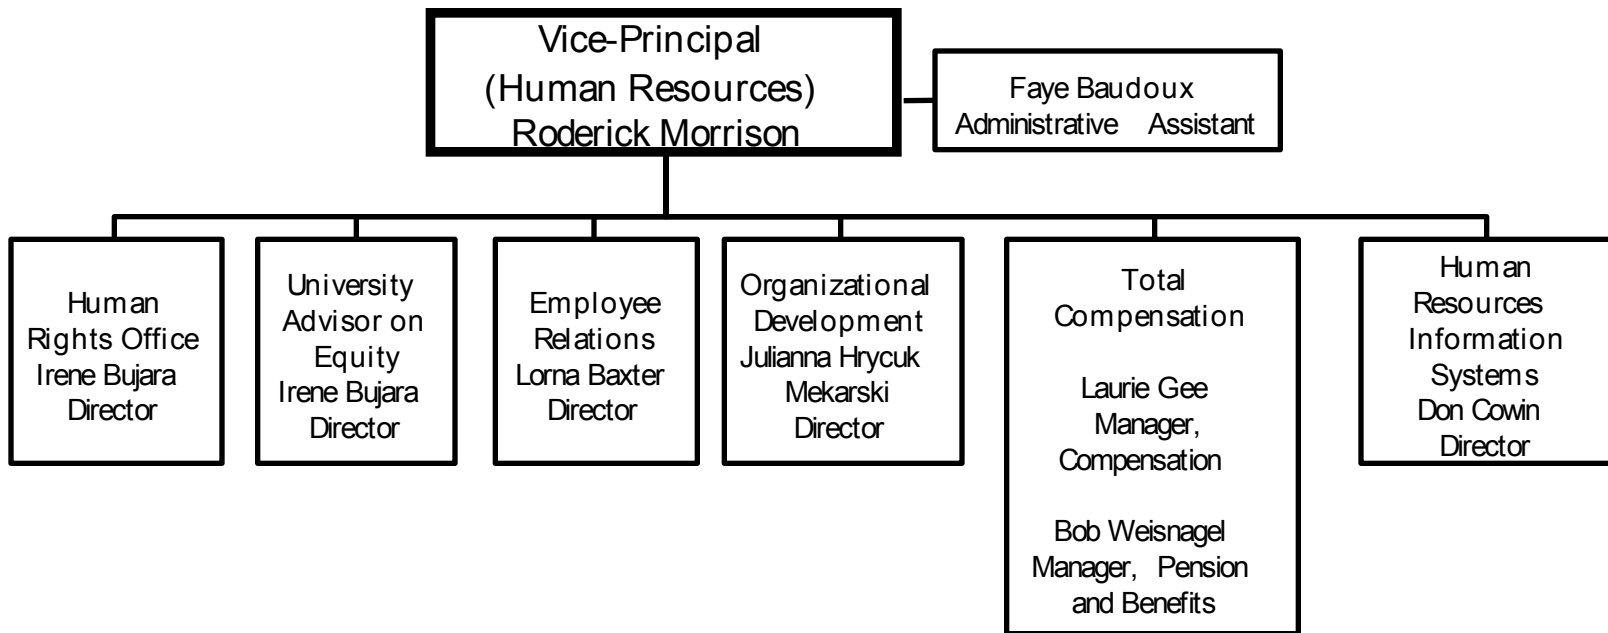 Vice-Principal
(Human Resources)
Roderick Morrison
Faye Baudoux
Administrative Assistant
Human
Rights Office
Irene Bujara
Director
University
Advisor on
Equity
Irene Bujara
Director
Employee
Relations
Lorna Baxter
Director
Organizational
Development
Julianna Hrycuk
Mekarski
Director
Total
Compensation
Laurie Gee
Manager,
Compensation
Bob Weisnagel
Manager, Pension
and Benefits
Human
Resources
Information
Systems
Don Cowin
Director